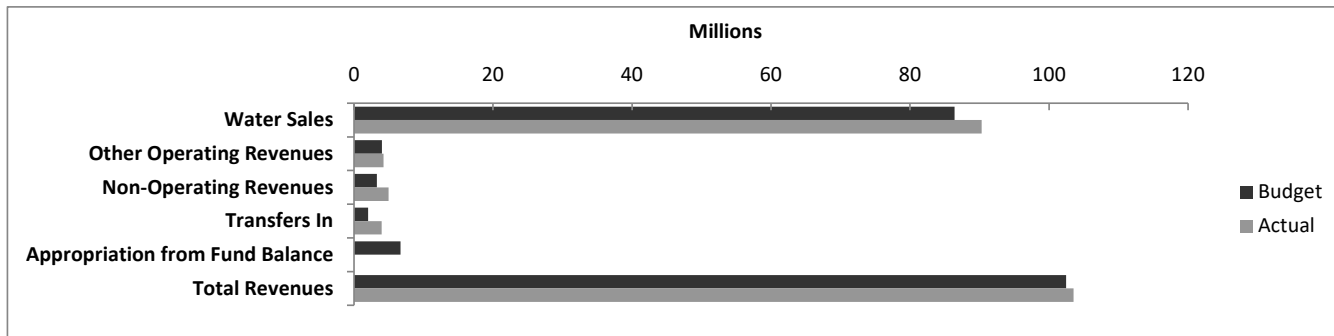 Millions
0 20 40 60 80 100 120
Water Sales
Other Operating Revenues
Non-Operating Revenues
Transfers In
Appropriation from Fund Balance
Total Revenues
Budget
Actual